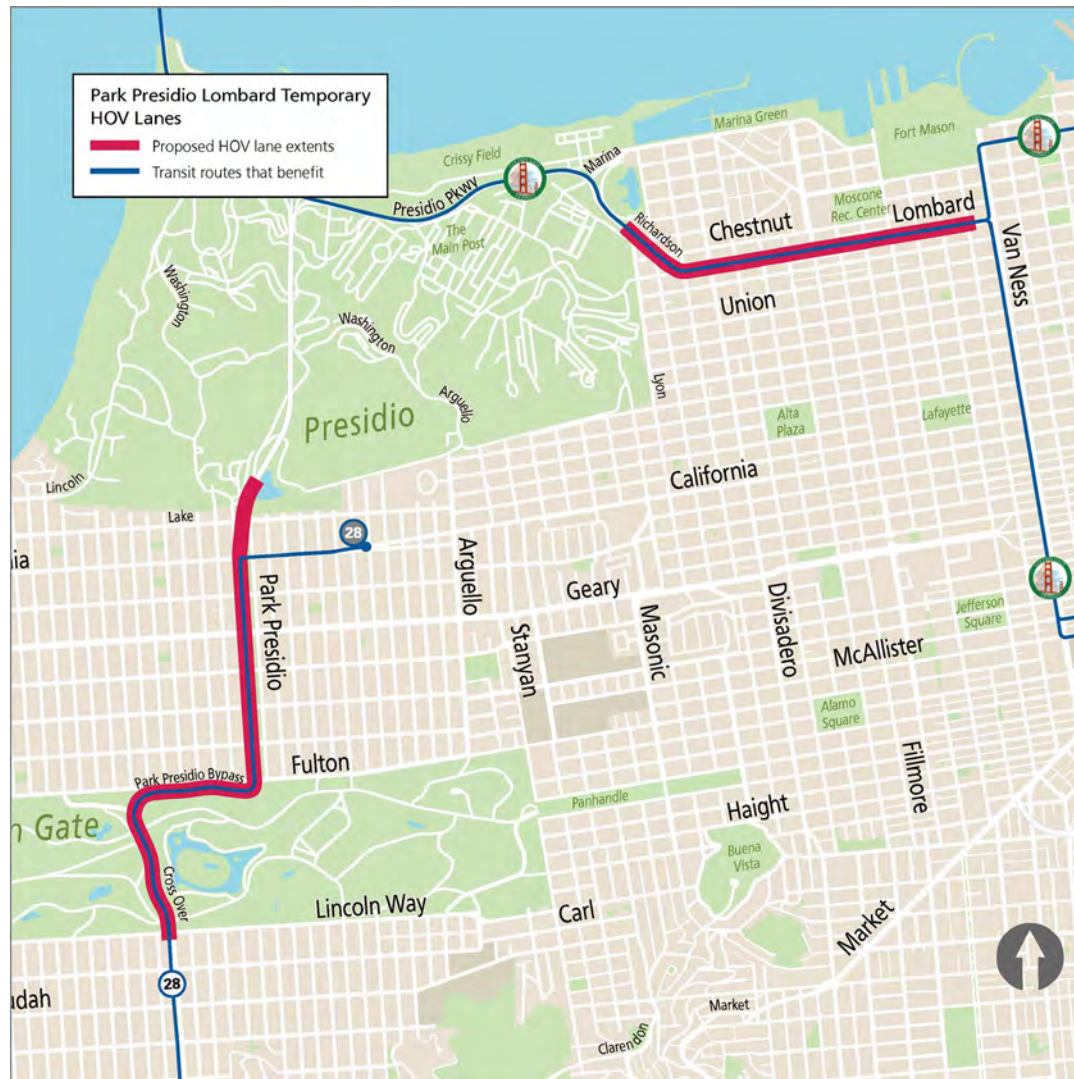 Park Presidio Lombard Temporary
HOV Lanes
Proposed HOV lane extents
Transit routes that benefit
Marina Green
Fort Mason
Crissy Field
Marina
Presidio Pkwy
Moscone
Rec. Center
Lombard
Richardson
Chestnut
The
Main Post
Van Ness
Washington
Union
Washington
Lyon
Arguello
Presidio
Alta
Plaza
Lafayette
California
Lincoln
Lake
28
nia
Arguello
Geary
Park Presidio
Masonic
Divisadero
Jefferson
Square
Stanyan
McAllister
Alamo
Square
Fulton
Park Presidio Bypass
Fillmore
Panhandle
Haight
n Gate
Buena
Vista
Cross Over
Lincoln Way
Carl
Market
28
udah
Market
Clarendon